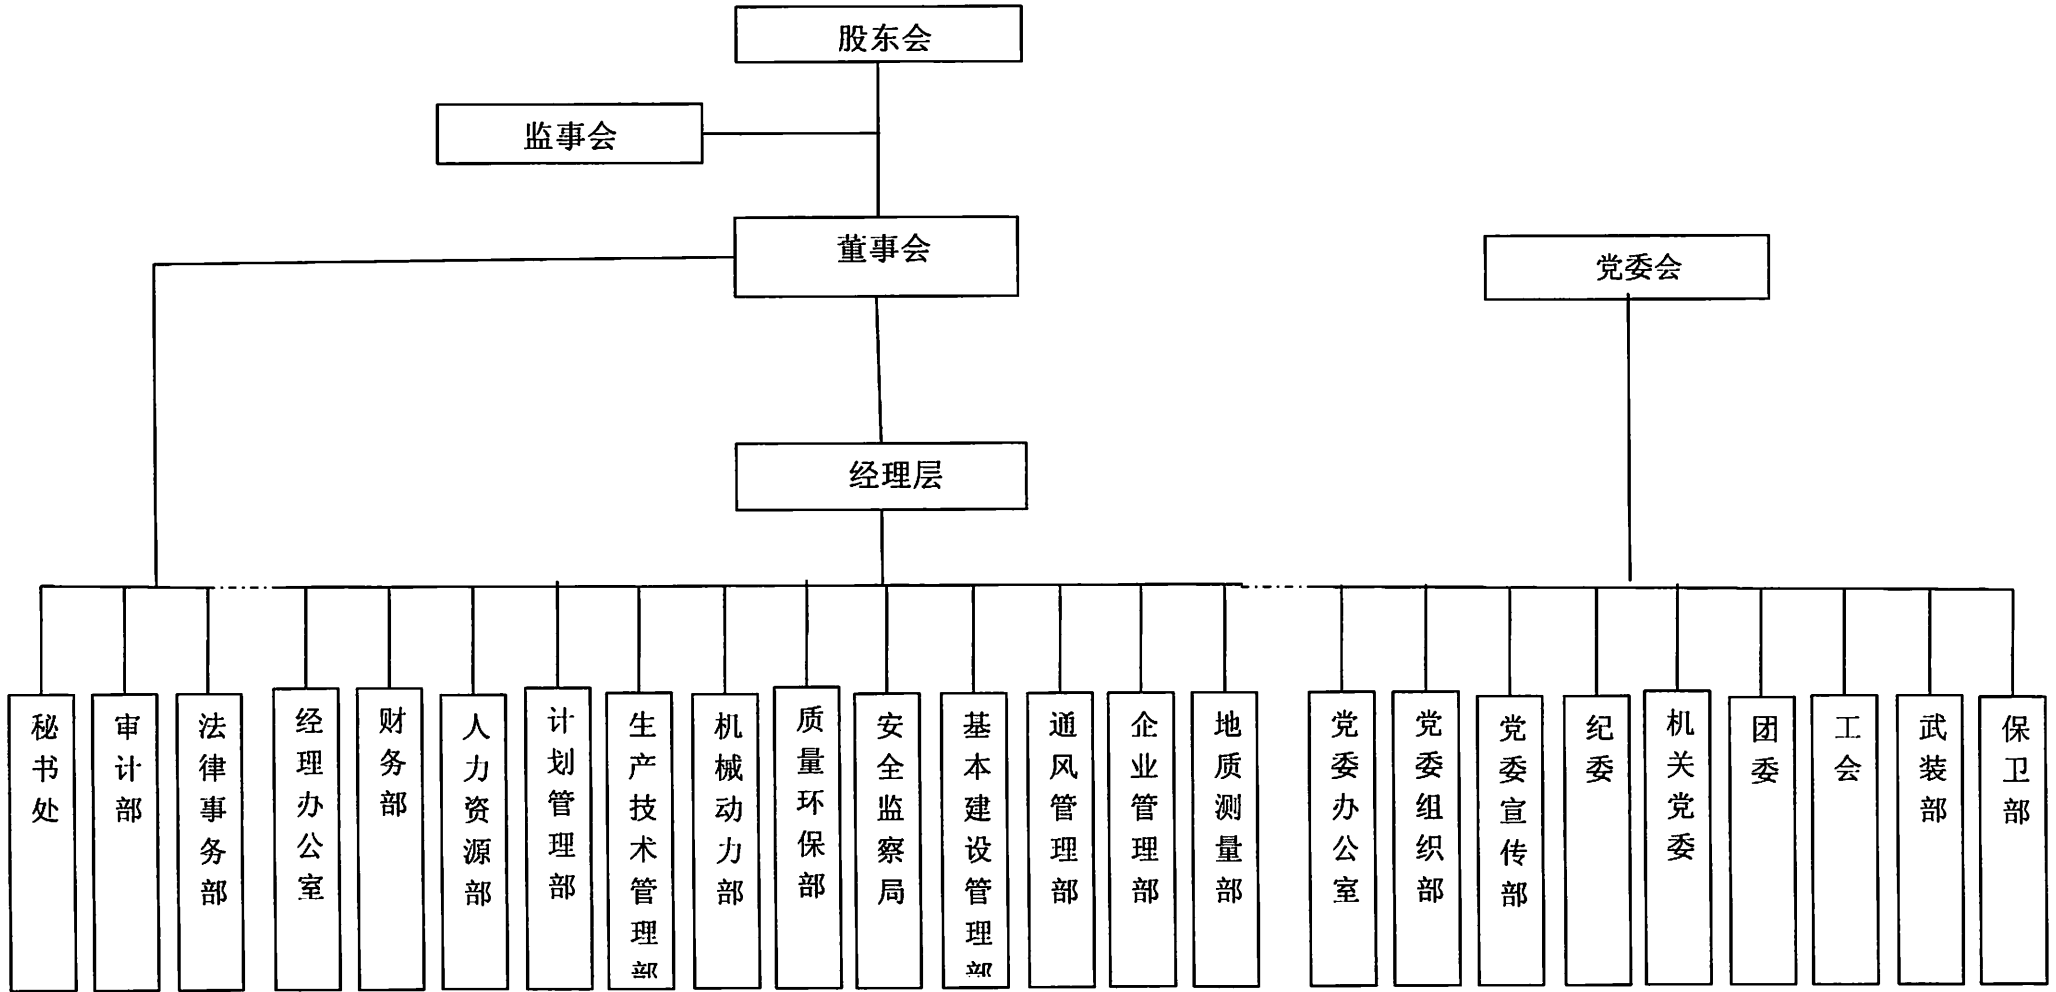 股东会
监事会
董事会
党委会
经理层
秘书处
审计部
法律事务部
经理办公室
财务部
人力资源部
计划管理部
生产技术管理部
机械动力部
质量环保部
安全监察局
基本建设管理部
通风管理部
企业管理部
地质测量部
党委办公室
党委组织部
党委宣传部
纪委
机关党委
团委
工会
武装部
保卫部